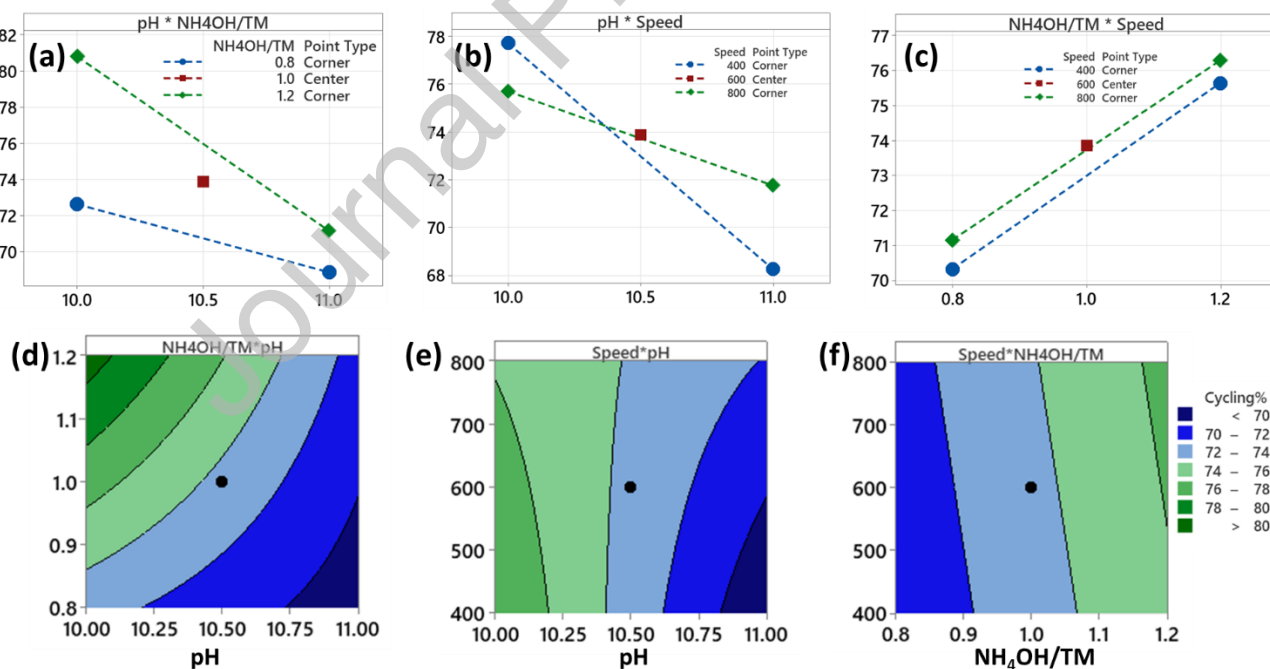 pH * NH4OH/TM
(a)
NH4OH/TM Point Type
0.8 Corner
1.0 Center
1.2 Corner
82
80
78
76
74
72
70
10.0 10.5 11.0
pH * Speed
(b)
Speed Point Type
400 Corner
600 Center
800 Corner
78
76
74
72
70
68
10.0 10.5 11.0
NH4OH/TM * Speed
(c)
Speed Point Type
400 Corner
600 Center
800 Corner
77
76
75
74
73
72
71
70
0.8 1.0 1.2
Journal P
(d)
NH4OH/TM*pH
1.2
1.1
1.0
0.9
0.8
10.00 10.25 10.50 10.75 11.00
pH
(e)
Speed*pH
800
700
600
500
400
10.00 10.25 10.50 10.75 11.00
pH
(f)
Speed*NH4OH/TM
800
700
600
500
400
0.8 0.9 1.0 1.1 1.2
NH₄OH/TM
Cycling%
< 70
70 – 72
72 – 74
74 – 76
76 – 78
78 – 80
> 80